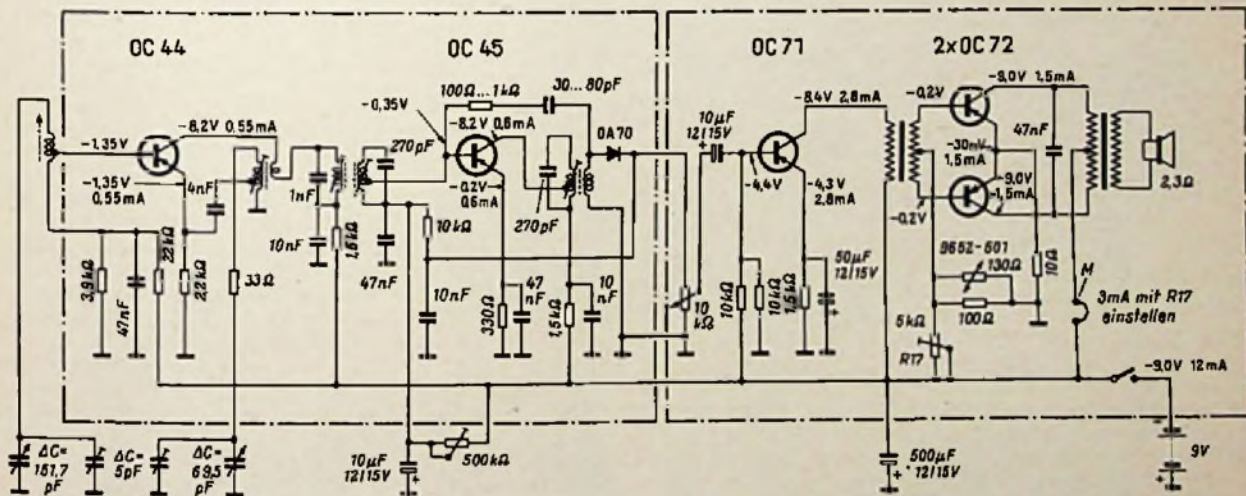 OC 44
OC 45
OC 71
2xOC 72
-1,35V
-8,2V 0,55mA
-1,35V
0,55mA
4nF
3,9kΩ
47nF
22kΩ
2,2kΩ
33Ω
1nF
10nF
1,6kΩ
270pF
47nF
-0,35V
100Ω...1kΩ
30...80pF
-8,2V 0,6mA
-0,2V
0,6mA
270pF
OA70
10kΩ
10nF
330Ω
47
nF
1,5kΩ
10
nF
10
kΩ
10µF
12/15V
+
-4,4V
-8,4V 2,8mA
-4,3V
2,8mA
10kΩ
10kΩ
1,5kΩ
50µF
12/15V
+
-0,2V
-0,2V
-9,0V 1,5mA
-30mV
1,5mA
-9,0V
-1,5mA
47nF
2,3Ω
9652-601
130Ω
100Ω
10Ω
5kΩ
R17
M
3mA mit R17
einstellen
-9,0V 12mA
ΔC=
151,7
pF
ΔC=
5pF
ΔC=
69,5
pF
10µF
12/15V
+
500kΩ
500µF
12/15V
+
-
9V
+